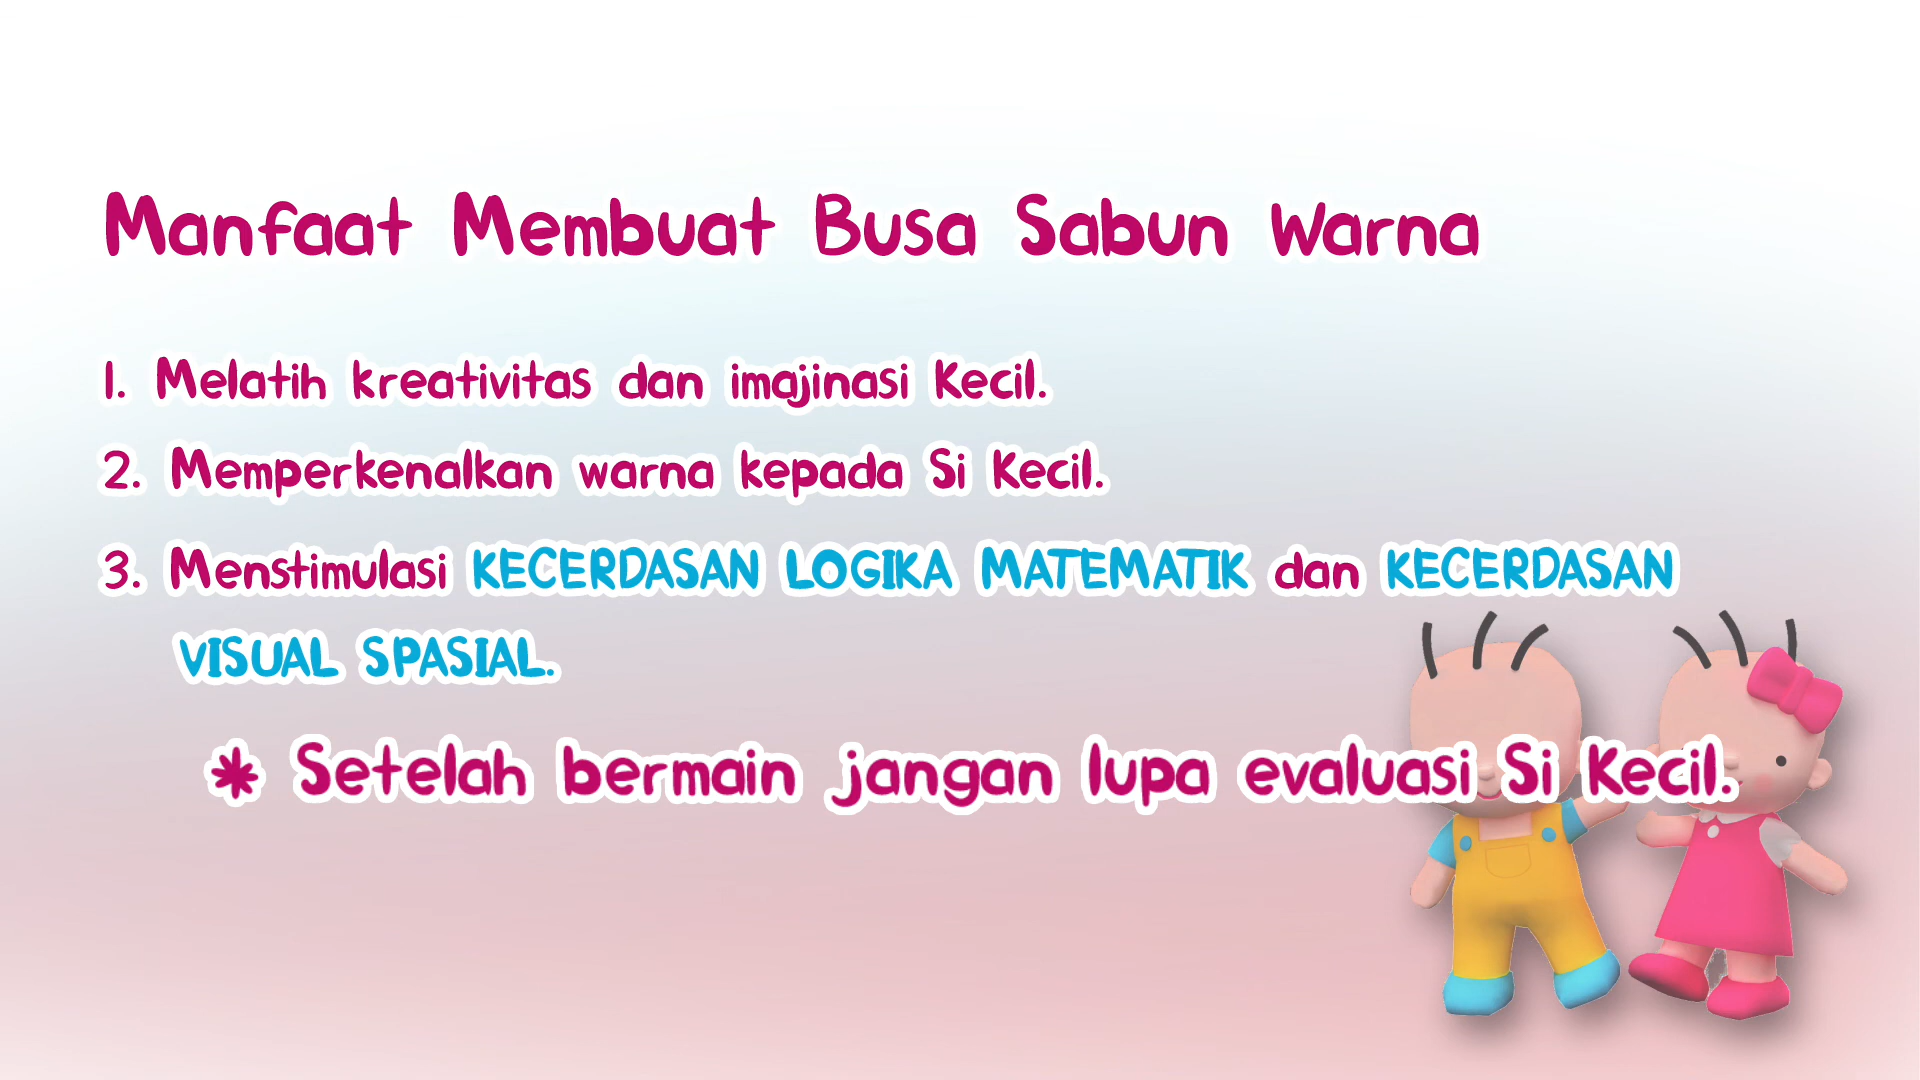 Manfaat Membuat Busa Sabun Warna
1. Melatih kreativitas dan imajinasi Kecil.
2. Memperkenalkan warna kepada Si Kecil.
3. Menstimulasi KECERDASAN LOGIKA MATEMATIK dan KECERDASAN
VISUAL SPASIAL.
* Setelah bermain jangan lupa evaluasi Si Kecil.